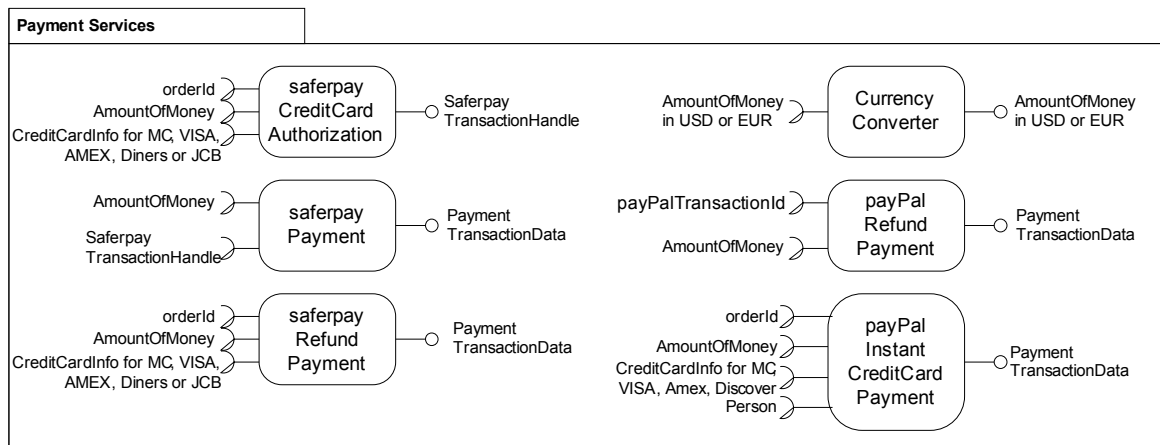 Payment Services
orderId
AmountOfMoney
CreditCardInfo for MC, VISA,
AMEX, Diners or JCB
saferpay
CreditCard
Authorization
Saferpay
TransactionHandle
AmountOfMoney
in USD or EUR
Currency
Converter
AmountOfMoney
in USD or EUR
AmountOfMoney
Saferpay
TransactionHandle
saferpay
Payment
Payment
TransactionData
payPalTransactionId
AmountOfMoney
payPal
Refund
Payment
Payment
TransactionData
orderId
AmountOfMoney
CreditCardInfo for MC, VISA,
AMEX, Diners or JCB
saferpay
Refund
Payment
Payment
TransactionData
orderId
AmountOfMoney
CreditCardInfo for MC,
VISA, Amex, Discover
Person
payPal
Instant
CreditCard
Payment
Payment
TransactionData